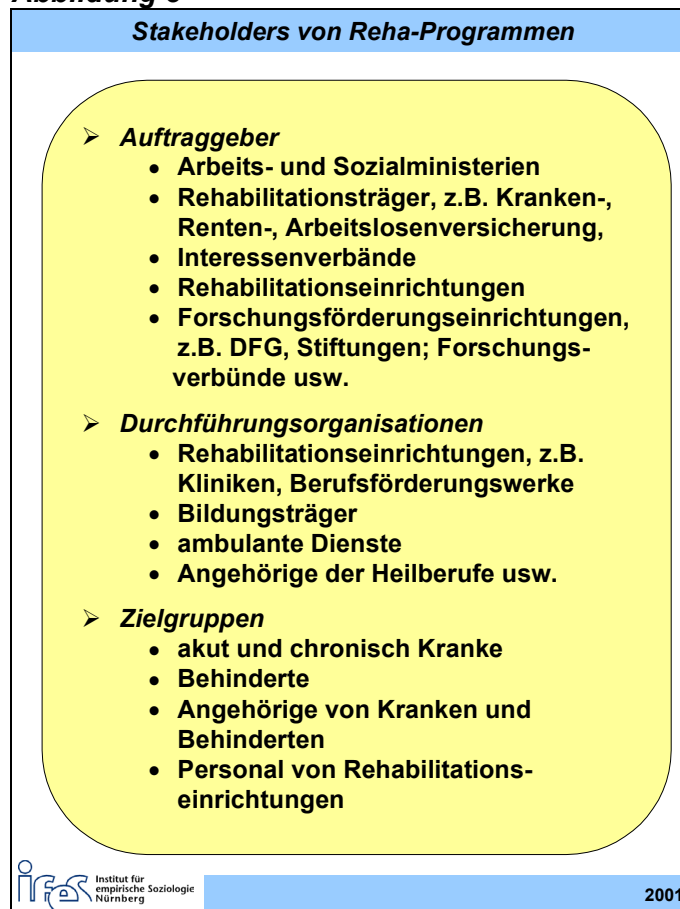 Stakeholders von Reha-Programmen
➢ Auftraggeber
• Arbeits- und Sozialministerien
• Rehabilitationsträger, z.B. Kranken-,
Renten-, Arbeitslosenversicherung,
• Interessenverbände
• Rehabilitationseinrichtungen
• Forschungsförderungseinrichtungen,
z.B. DFG, Stiftungen; Forschungs-
verbünde usw.
➢ Durchführungsorganisationen
• Rehabilitationseinrichtungen, z.B.
Kliniken, Berufsförderungswerke
• Bildungsträger
• ambulante Dienste
• Angehörige der Heilberufe usw.
➢ Zielgruppen
• akut und chronisch Kranke
• Behinderte
• Angehörige von Kranken und
Behinderten
• Personal von Rehabilitations-
einrichtungen
ifes Institut für
empirische Soziologie
Nürnberg
2001